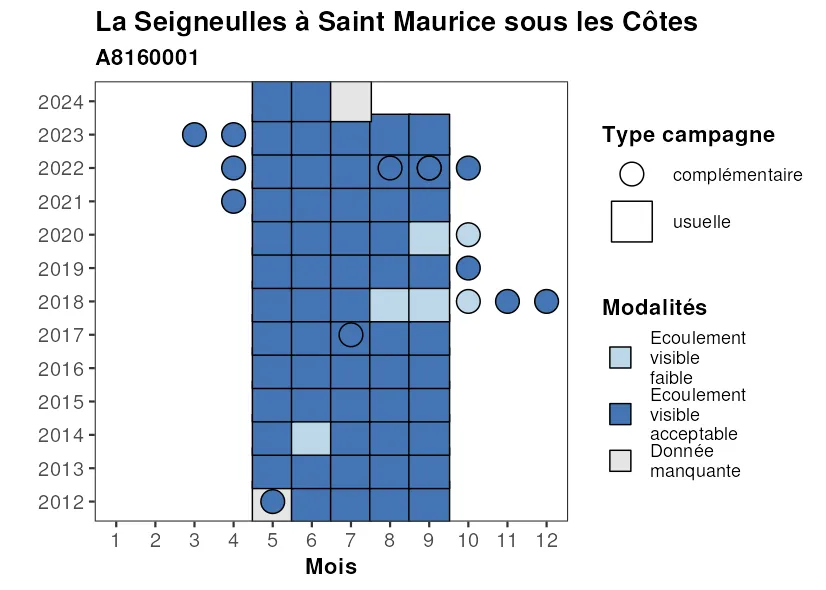 La Seigneulles à Saint Maurice sous les Côtes
A8160001
2024
2023
2022
2021
2020
2019
2018
2017
2016
2015
2014
2013
2012
1 2 3 4 5 6 7 8 9 10 11 12
Mois
Type campagne
complémentaire
usuelle
Modalités
Ecoulement
visible
faible
Ecoulement
visible
acceptable
Donnée
manquante